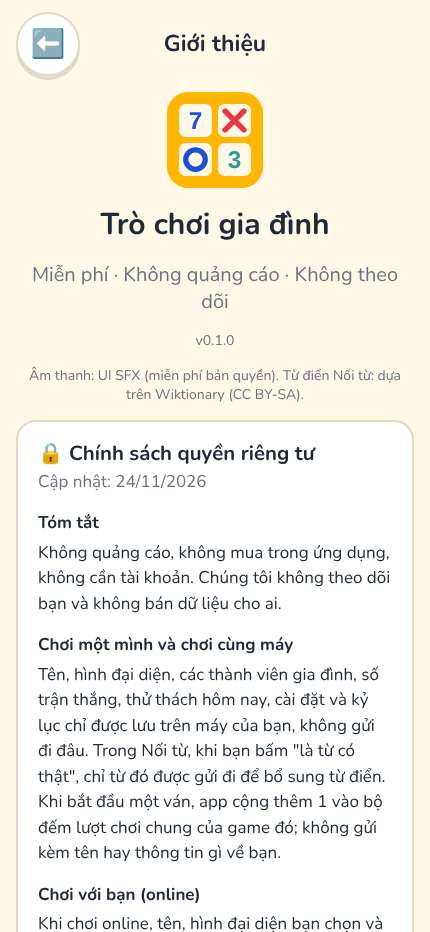 Giới thiệu
7 ❌
⭕ 3
Trò chơi gia đình
Miễn phí · Không quảng cáo · Không theo
dõi
v0.1.0
Âm thanh: UI SFX (miễn phí bản quyền). Từ điển Nối từ: dựa
trên Wiktionary (CC BY-SA).
🔒 Chính sách quyền riêng tư
Cập nhật: 24/11/2026
Tóm tắt
Không quảng cáo, không mua trong ứng dụng,
không cần tài khoản. Chúng tôi không theo dõi
bạn và không bán dữ liệu cho ai.
Chơi một mình và chơi cùng máy
Tên, hình đại diện, các thành viên gia đình, số
trận thắng, thử thách hôm nay, cài đặt và kỷ
lục chỉ được lưu trên máy của bạn, không gửi
đi đâu. Trong Nối từ, khi bạn bấm "là từ có
thật", chỉ từ đó được gửi đi để bổ sung từ điển.
Khi bắt đầu một ván, app cộng thêm 1 vào bộ
đếm lượt chơi chung của game đó; không gửi
kèm tên hay thông tin gì về bạn.
Chơi với bạn (online)
Khi chơi online, tên, hình đại diện bạn chọn và